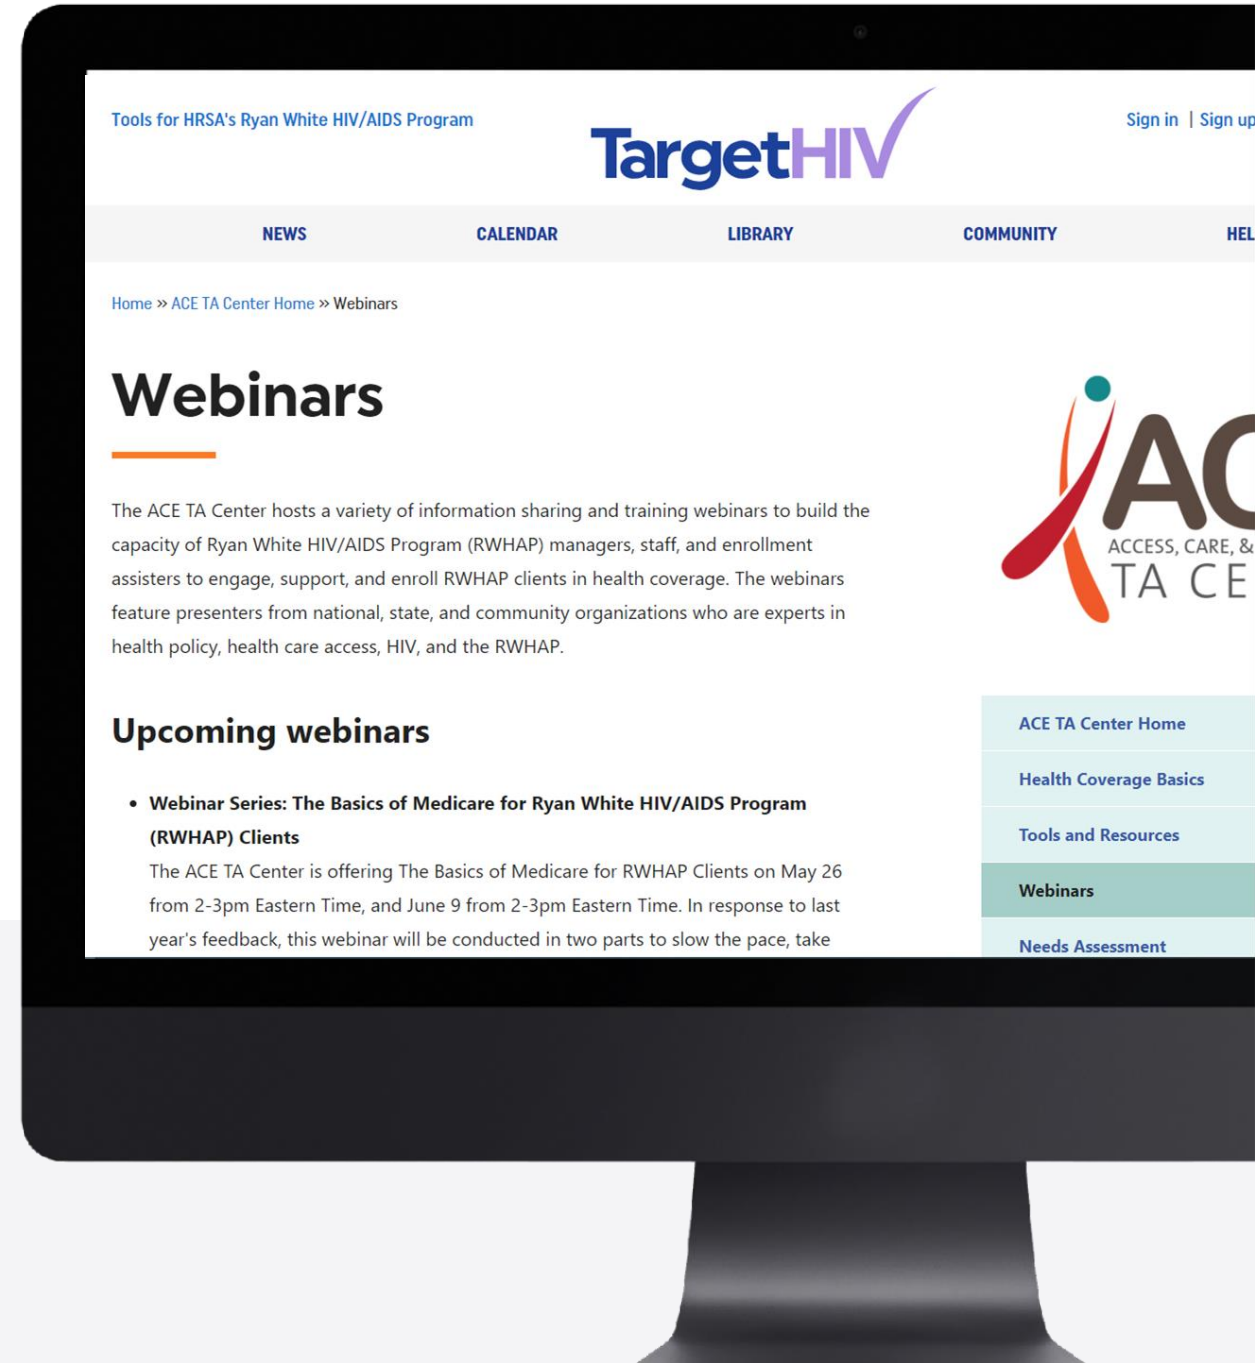 Tools for HRSA's Ryan White HIV/AIDS Program
TargetHIV
Sign in | Sign up
NEWS
CALENDAR
LIBRARY
COMMUNITY
HEL
Home » ACE TA Center Home » Webinars
Webinars
The ACE TA Center hosts a variety of information sharing and training webinars to build the
capacity of Ryan White HIV/AIDS Program (RWHAP) managers, staff, and enrollment
assisters to engage, support, and enroll RWHAP clients in health coverage. The webinars
feature presenters from national, state, and community organizations who are experts in
health policy, health care access, HIV, and the RWHAP.
AC
ACCESS, CARE, &
TA CE
Upcoming webinars
• Webinar Series: The Basics of Medicare for Ryan White HIV/AIDS Program
(RWHAP) Clients
The ACE TA Center is offering The Basics of Medicare for RWHAP Clients on May 26
from 2-3pm Eastern Time, and June 9 from 2-3pm Eastern Time. In response to last
year's feedback, this webinar will be conducted in two parts to slow the pace, take
ACE TA Center Home
Health Coverage Basics
Tools and Resources
Webinars
Needs Assessment